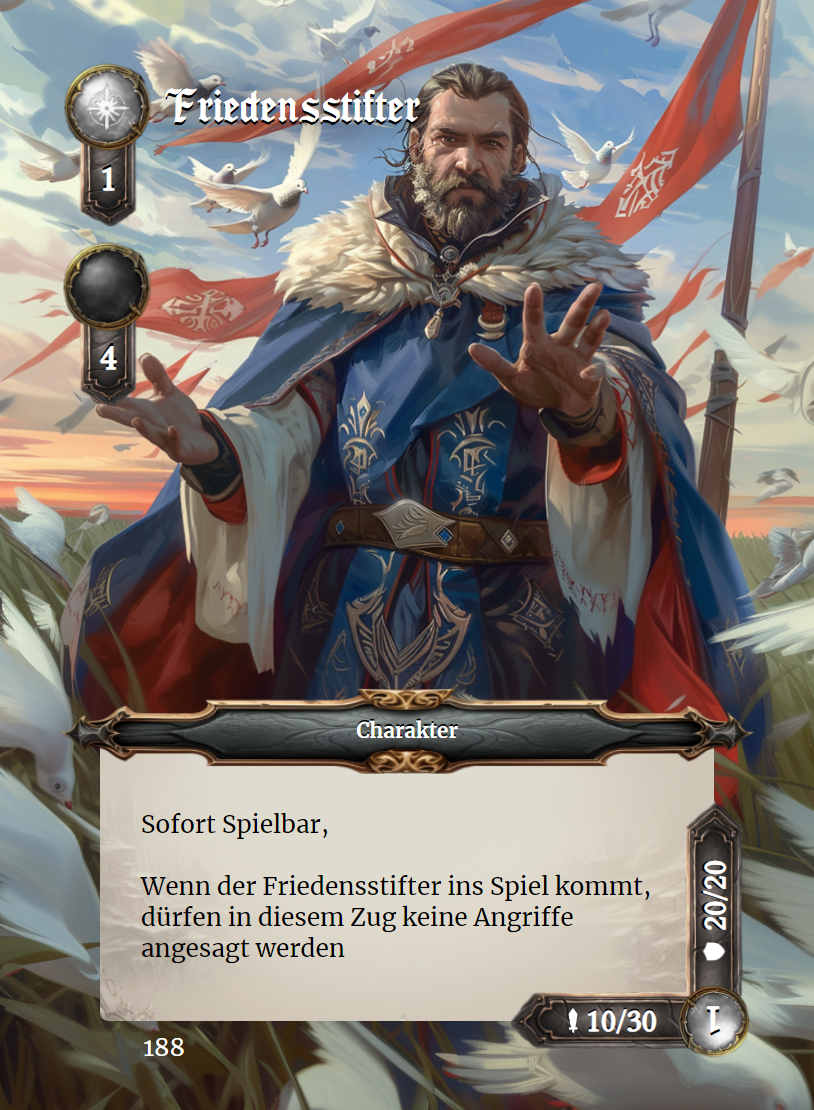 Friedensstifter
1
4
Charakter
Sofort Spielbar,
Wenn der Friedensstifter ins Spiel kommt,
dürfen in diesem Zug keine Angriffe
angesagt werden
20/20
10/30
1
188